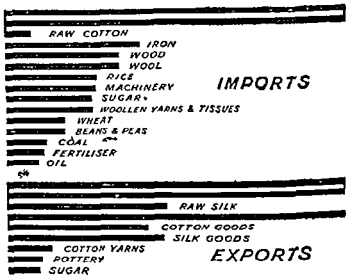 RAW COTTON
IRON
WOOD
WOOL
RICE
MACHINERY
SUGAR
WOOLLEN YARNS & TISSUES
WHEAT
BEANS & PEAS
COAL
FERTILISER
OIL
IMPORTS
RAW SILK
COTTON GOODS
SILK GOODS
COTTON YARNS
POTTERY
SUGAR
EXPORTS